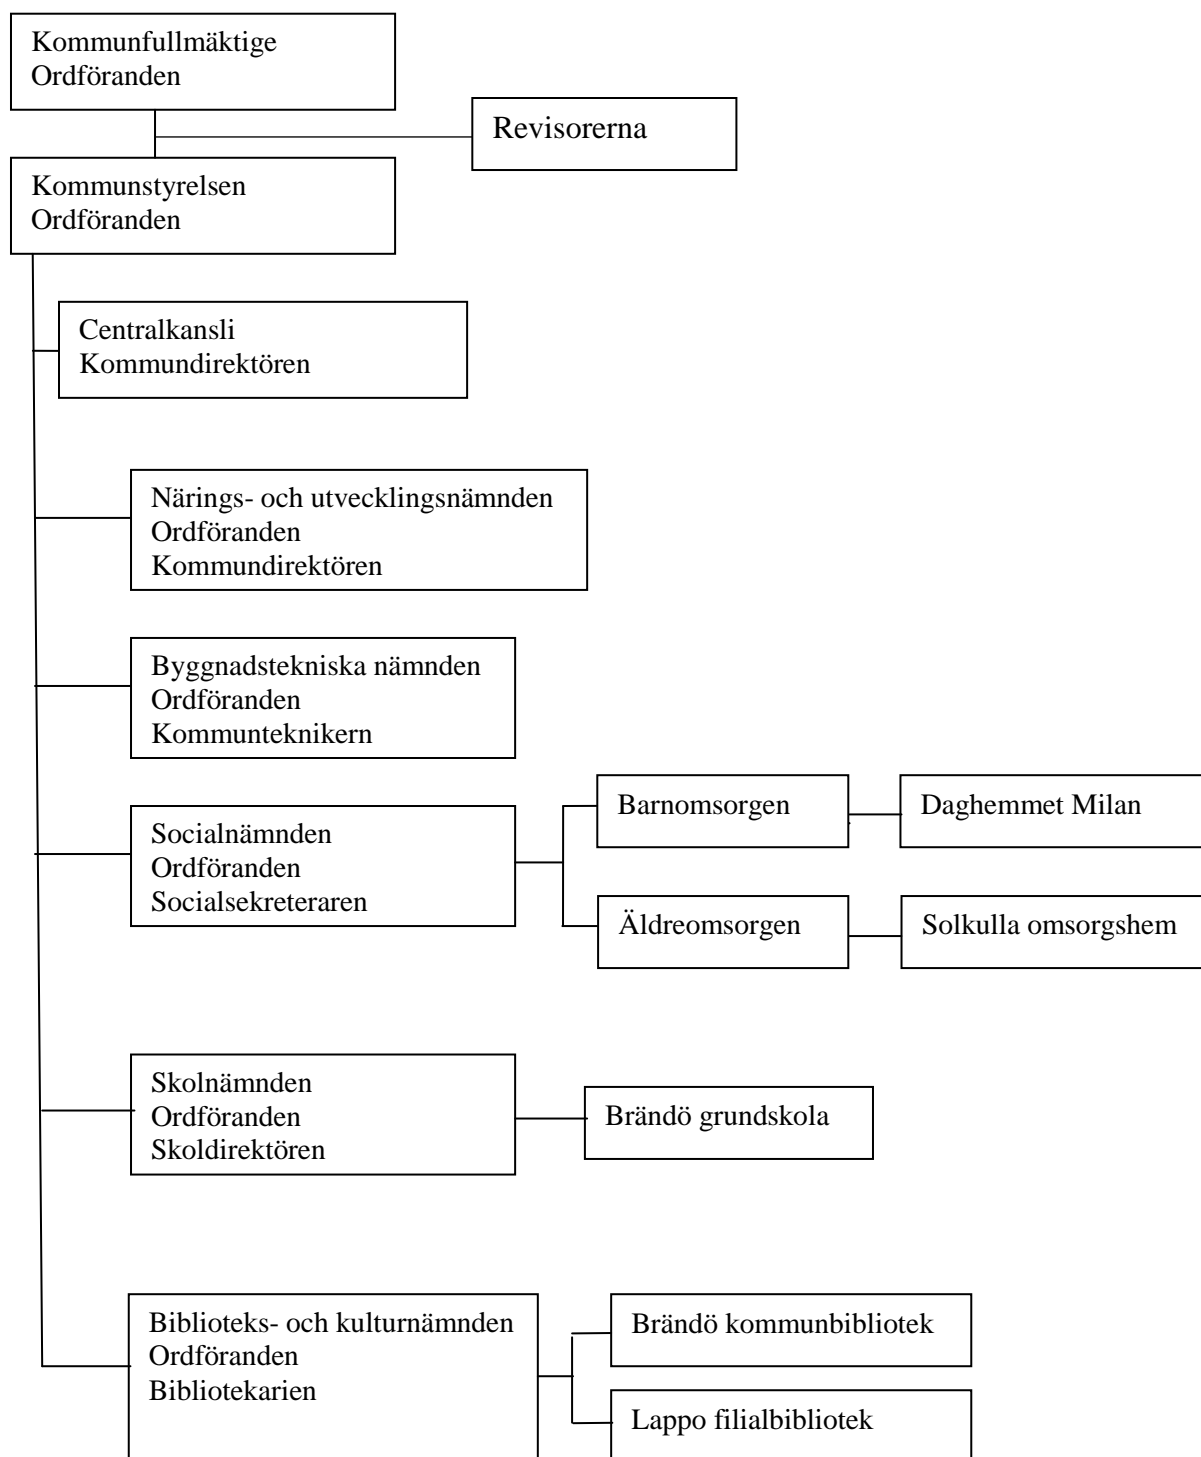 Kommunfullmäktige
Ordföranden
Revisorerna
Kommunstyrelsen
Ordföranden
Centralkansli
Kommundirektören
Närings- och utvecklingsnämnden
Ordföranden
Kommundirektören
Byggnadstekniska nämnden
Ordföranden
Kommunteknikern
Socialnämnden
Ordföranden
Socialsekreteraren
Barnomsorgen
Daghemmet Milan
Äldreomsorgen
Solkulla omsorgshem
Skolnämnden
Ordföranden
Skoldirektören
Brändö grundskola
Biblioteks- och kulturnämnden
Ordföranden
Bibliotekarien
Brändö kommunbibliotek
Lappo filialbibliotek